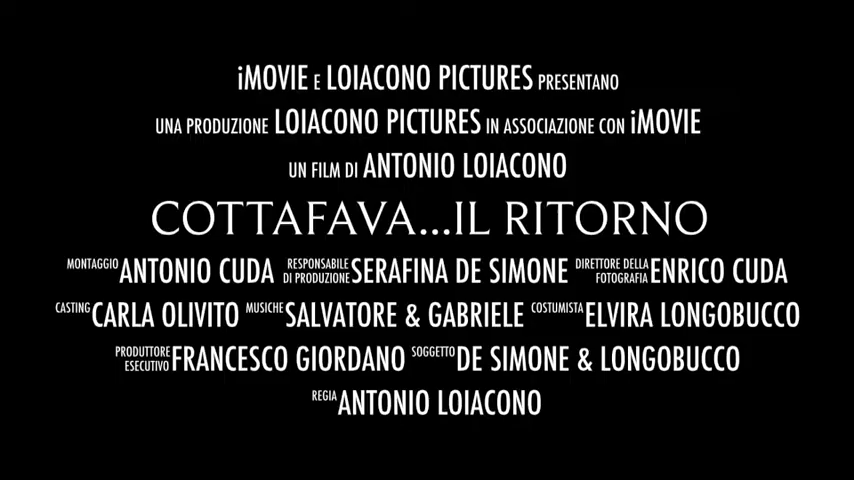 iMOVIE E LOIACONO PICTURES PRESENTANO
UNA PRODUZIONE LOIACONO PICTURES IN ASSOCIAZIONE CON iMOVIE
UN FILM DI ANTONIO LOIACONO
COTTAFAVA...IL RITORNO
MONTAGGIO ANTONIO CUDA RESPONSABILE DI PRODUZIONE SERAFINA DE SIMONE DIRETTORE DELLA FOTOGRAFIA ENRICO CUDA
CASTING CARLA OLIVITO MUSICHE SALVATORE & GABRIELE COSTUMISTA ELVIRA LONGOBUCCO
PRODUTTORE ESECUTIVO FRANCESCO GIORDANO SOGGETTO DE SIMONE & LONGOBUCCO
REGIA ANTONIO LOIACONO